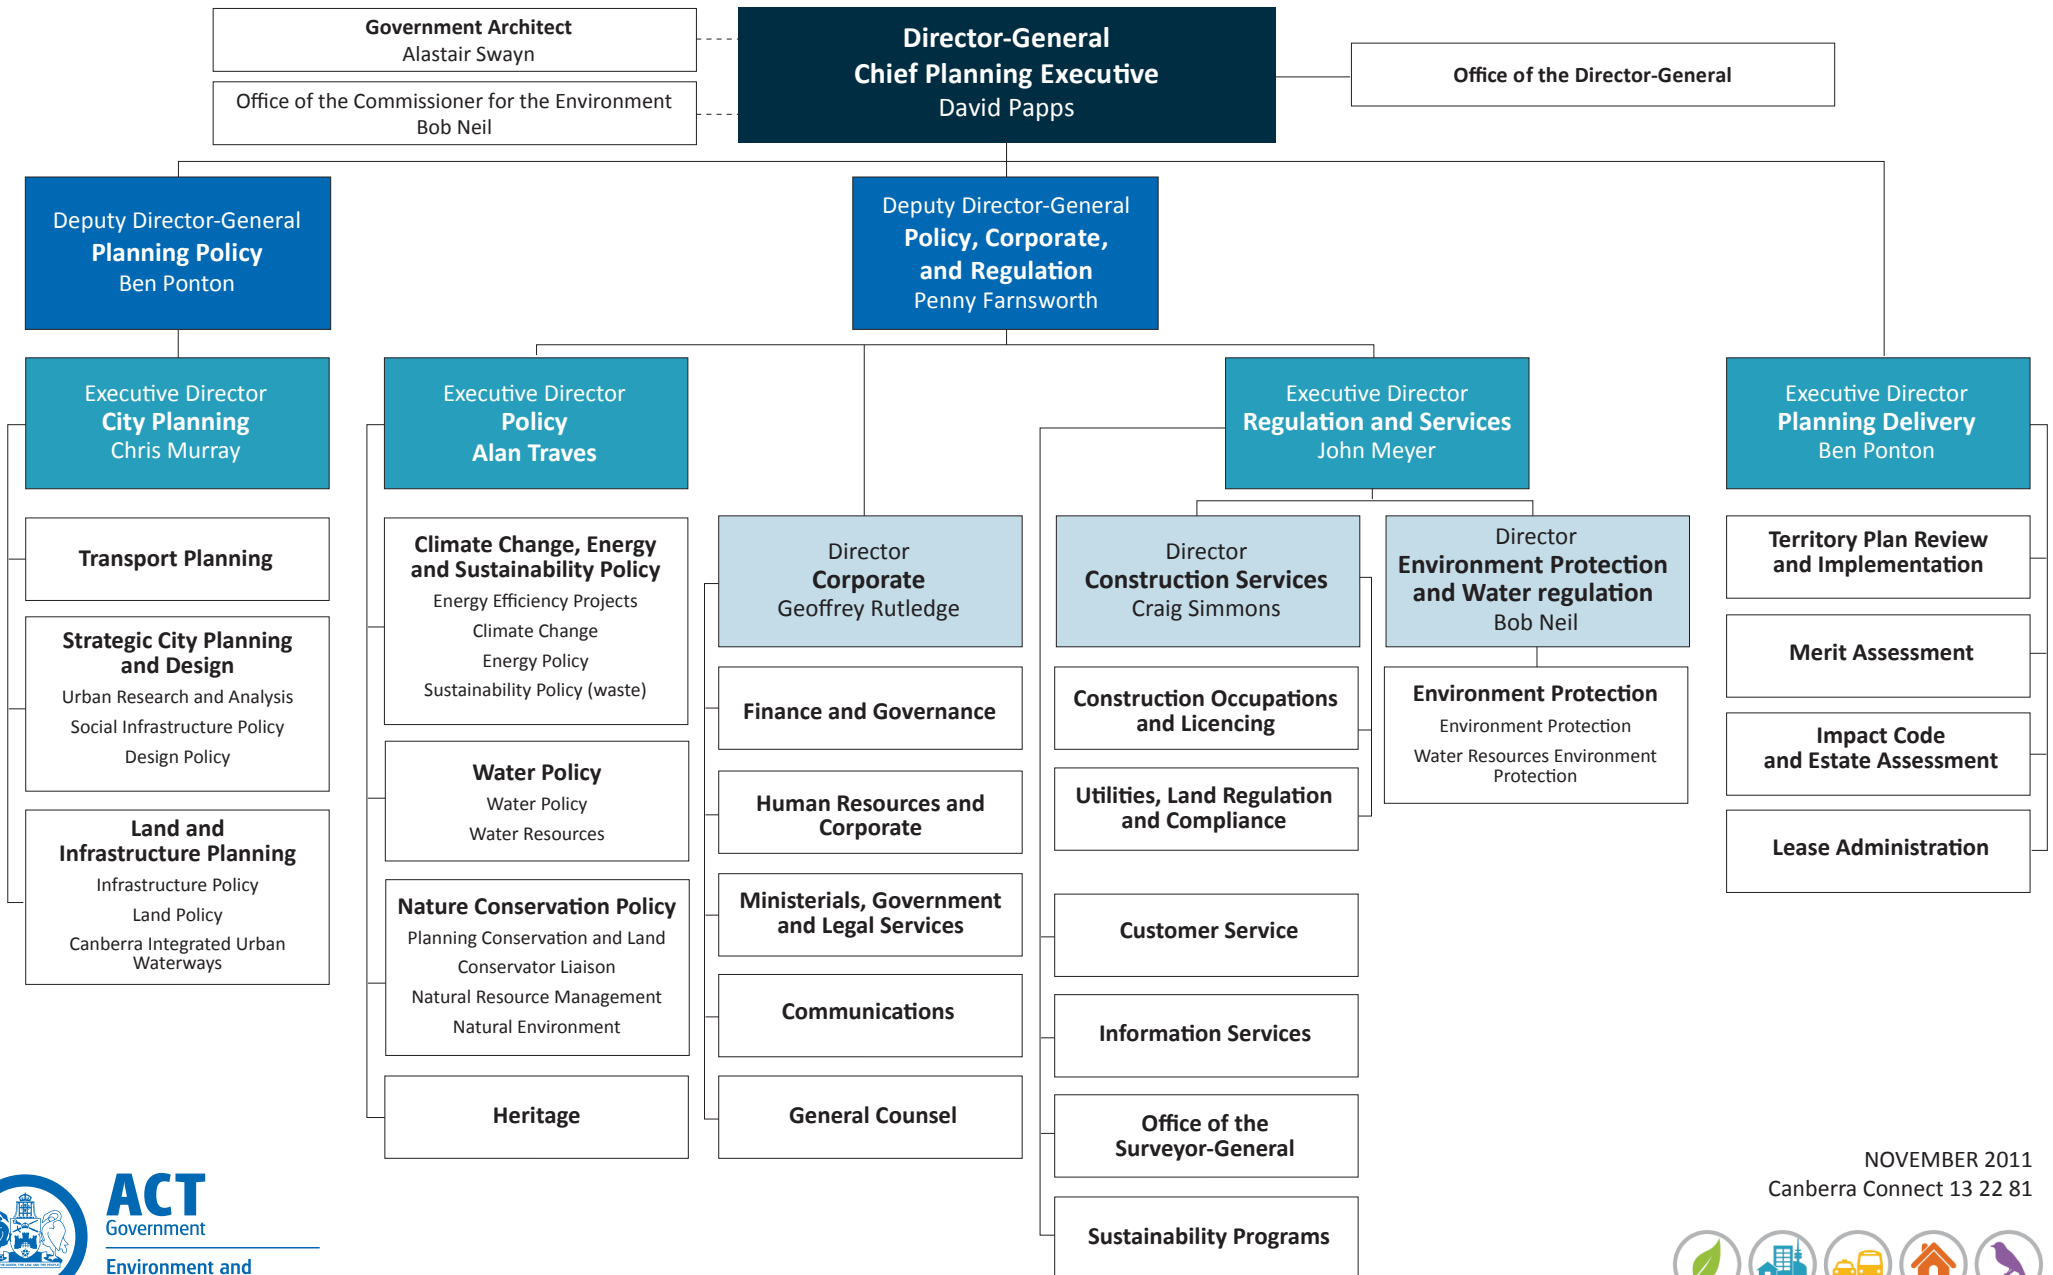 Government Architect
Alastair Swayn
Office of the Commissioner for the Environment
Bob Neil
Director-General
Chief Planning Executive
David Papps
Office of the Director-General
Deputy Director-General
Planning Policy
Ben Ponton
Deputy Director-General
Policy, Corporate,
and Regulation
Penny Farnsworth
Executive Director
City Planning
Chris Murray
Executive Director
Policy
Alan Traves
Executive Director
Regulation and Services
John Meyer
Executive Director
Planning Delivery
Ben Ponton
Transport Planning
Strategic City Planning
and Design
Urban Research and Analysis
Social Infrastructure Policy
Design Policy
Land and
Infrastructure Planning
Infrastructure Policy
Land Policy
Canberra Integrated Urban
Waterways
Climate Change, Energy
and Sustainability Policy
Energy Efficiency Projects
Climate Change
Energy Policy
Sustainability Policy (waste)
Water Policy
Water Policy
Water Resources
Nature Conservation Policy
Planning Conservation and Land
Conservator Liaison
Natural Resource Management
Natural Environment
Heritage
Director
Corporate
Geoffrey Rutledge
Finance and Governance
Human Resources and
Corporate
Ministerials, Government
and Legal Services
Communications
General Counsel
Director
Construction Services
Craig Simmons
Construction Occupations
and Licencing
Utilities, Land Regulation
and Compliance
Customer Service
Information Services
Office of the
Surveyor-General
Sustainability Programs
Director
Environment Protection
and Water regulation
Bob Neil
Environment Protection
Environment Protection
Water Resources Environment
Protection
Territory Plan Review
and Implementation
Merit Assessment
Impact Code
and Estate Assessment
Lease Administration
NOVEMBER 2011
Canberra Connect 13 22 81
ACT
Government
Environment and